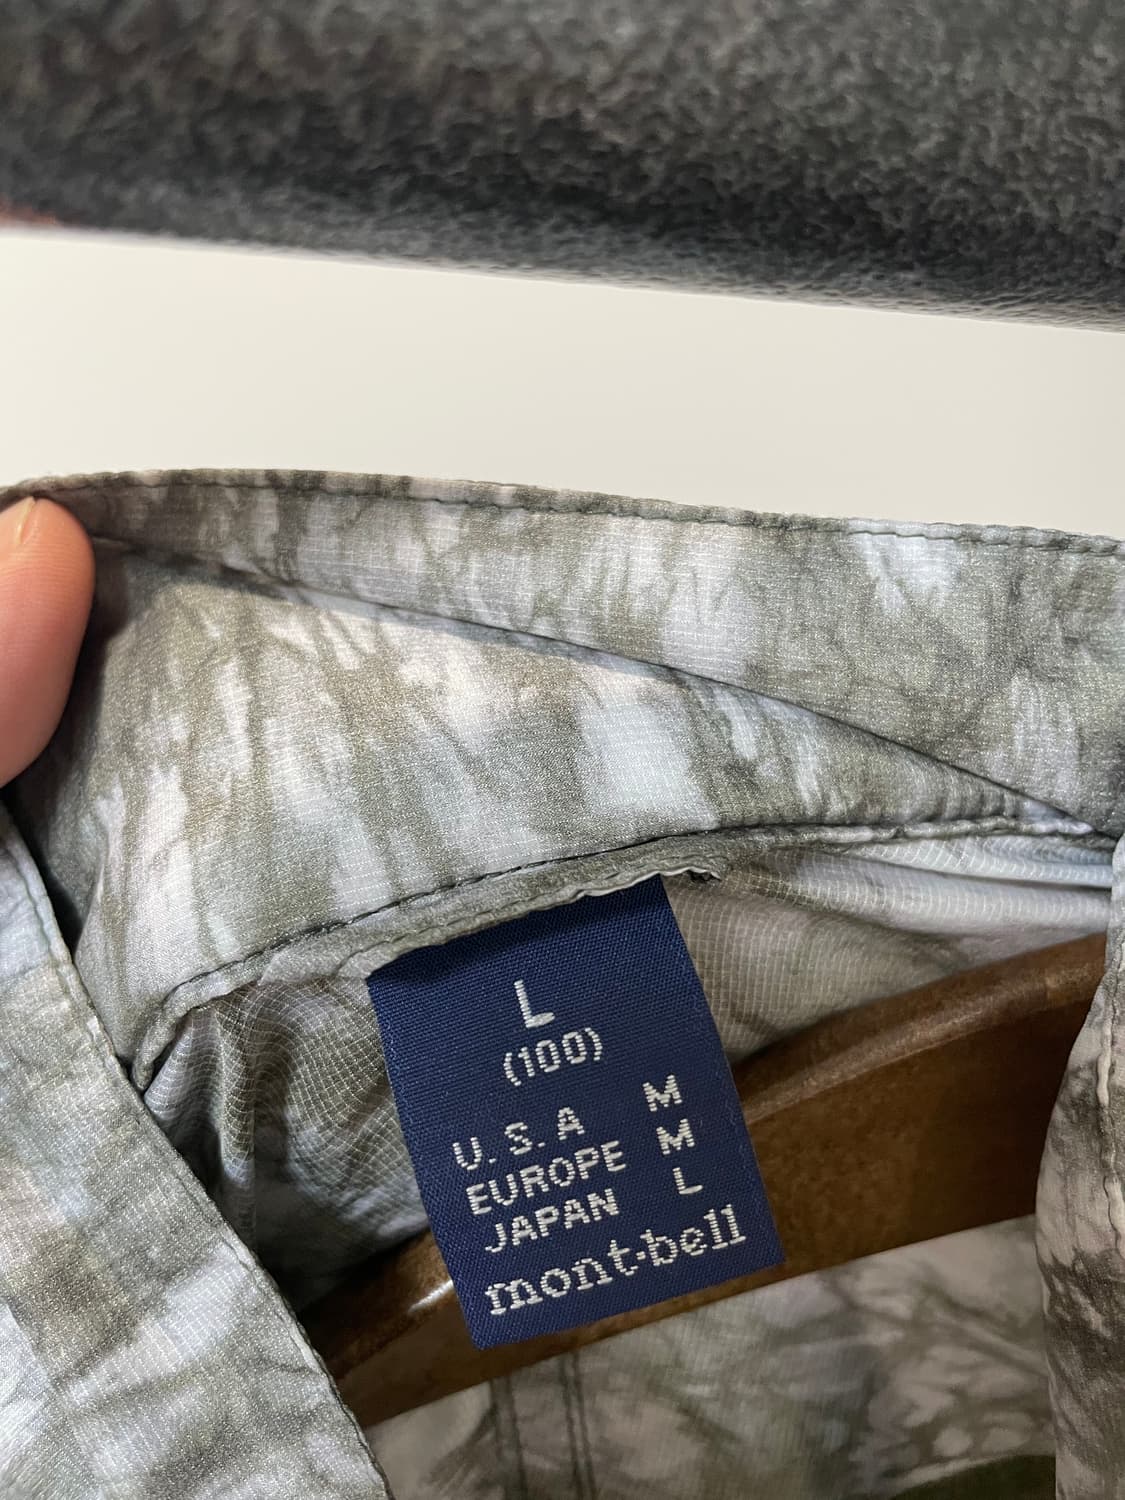 L
(100)
U.S.A M
EUROPE M
JAPAN L
mont·bell